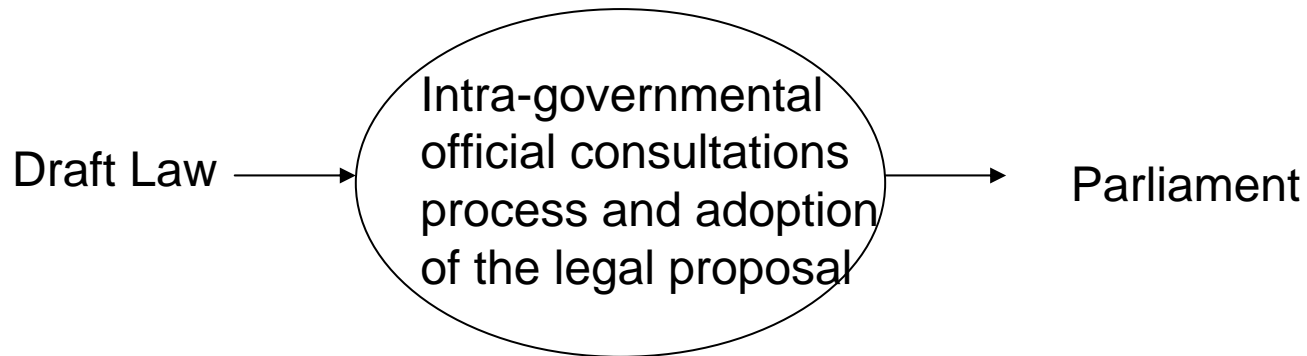 Draft Law
Intra-governmental
official consultations
process and adoption
of the legal proposal
Parliament